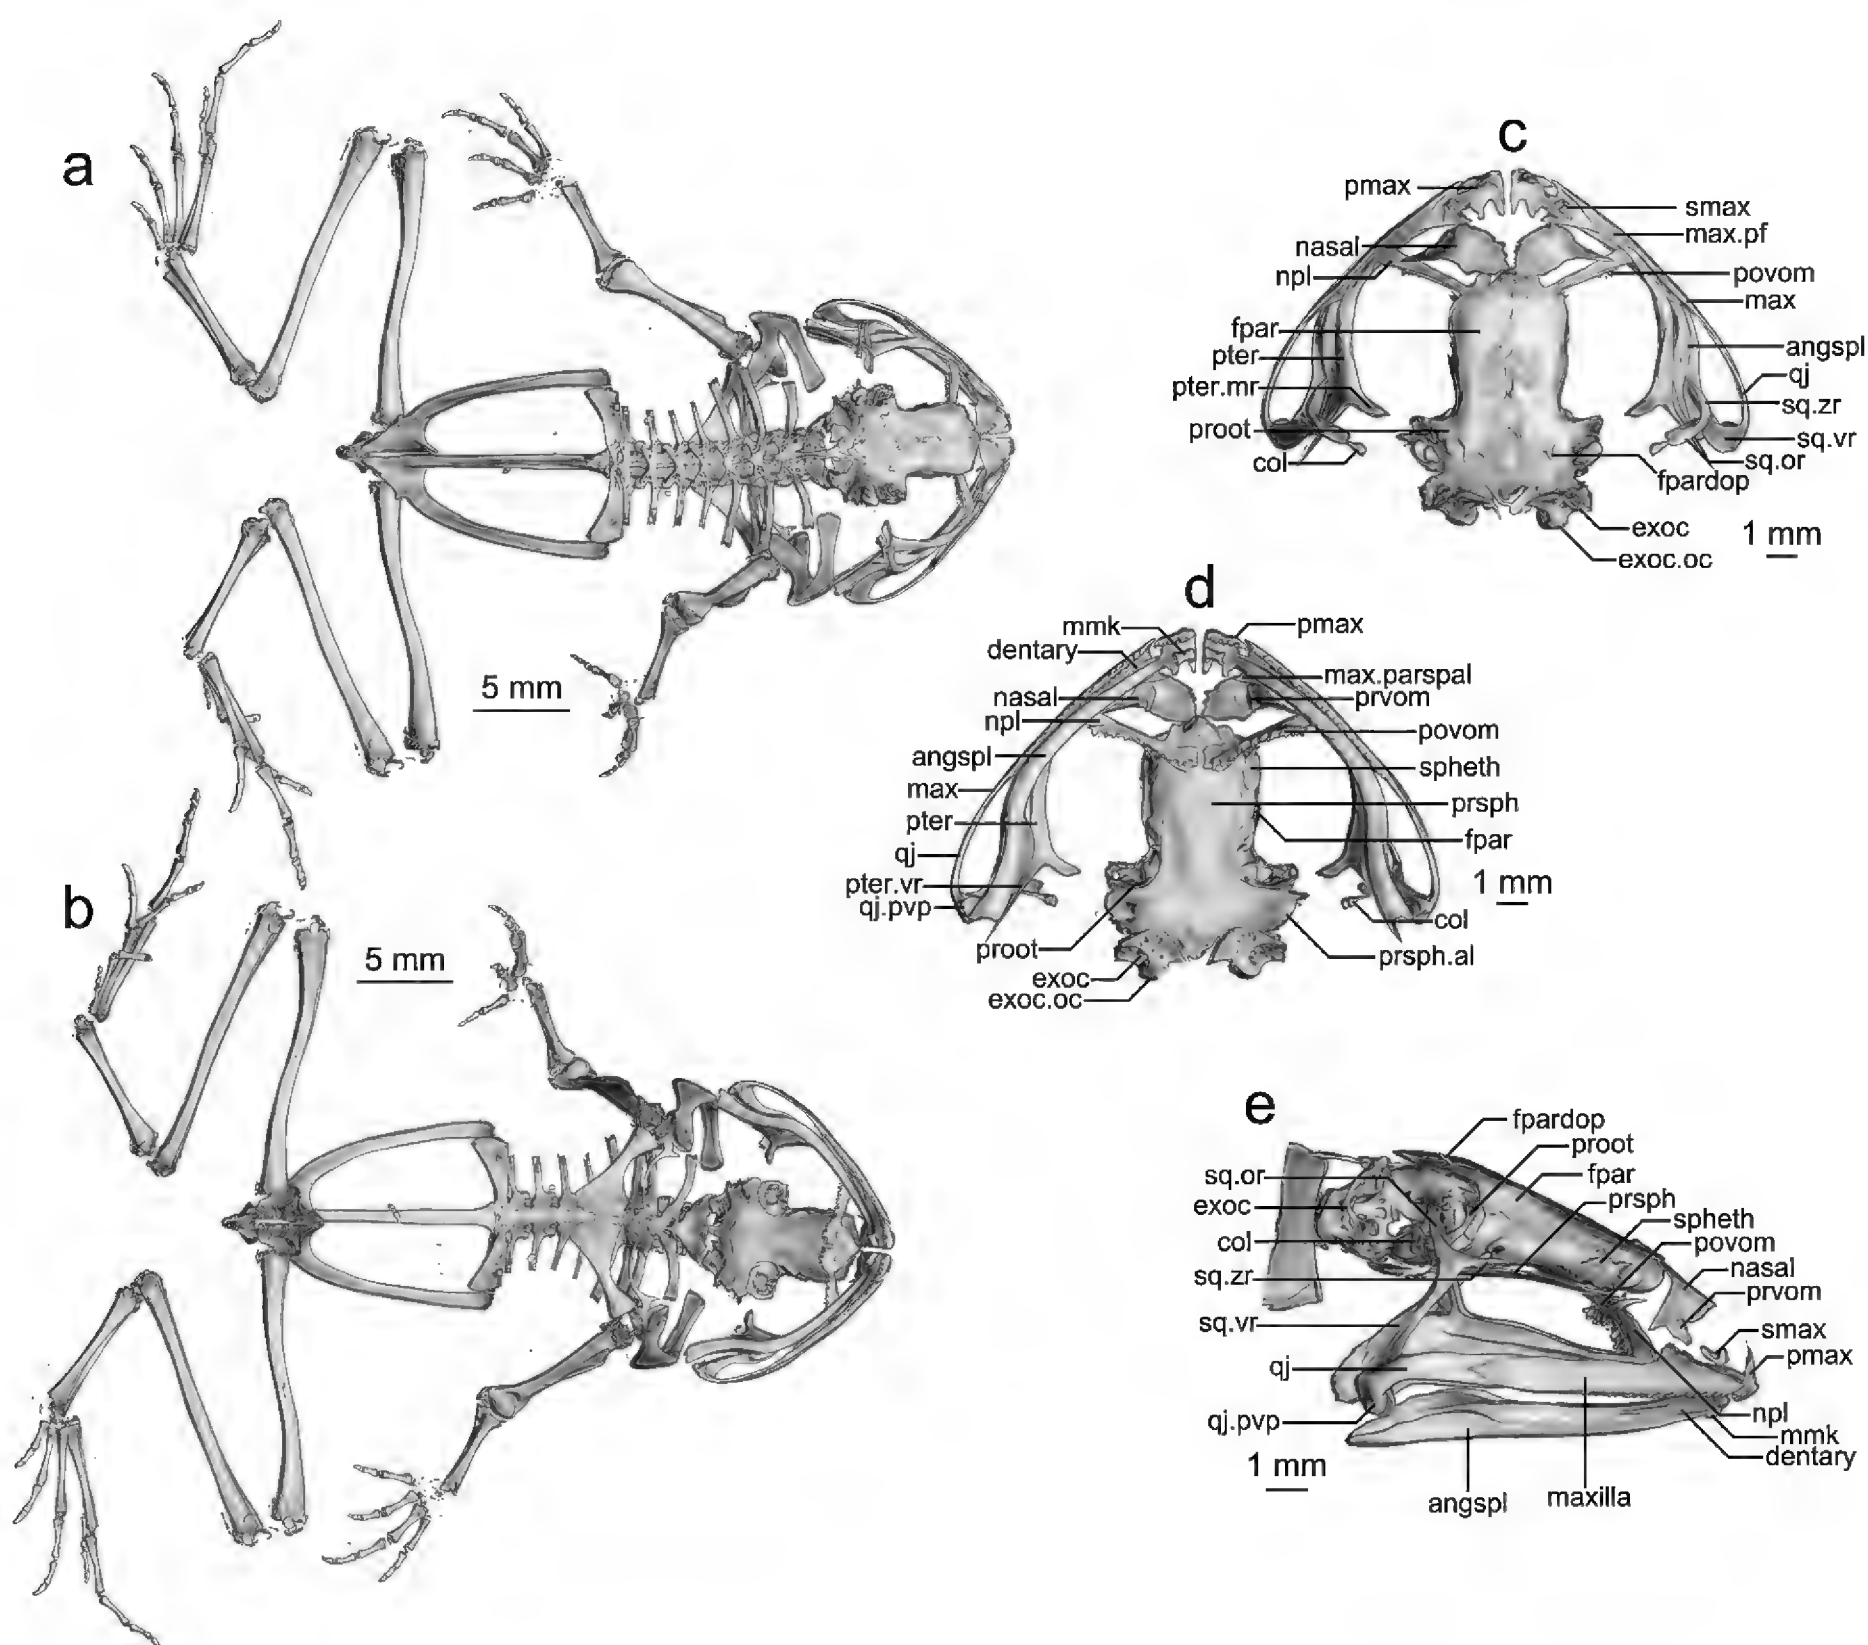 a
5 mm
b
5 mm
c
pmax
smax
max.pf
nasal
npl
povom
max
fpar
pter
angspl
qj
pter.mr
sq.zr
proot
sq.vr
col
sq.or
fpardop
exoc
1 mm
exoc.oc
d
mmk
pmax
dentary
max.parspal
nasal
prvom
npl
povom
angspl
spheth
max
prsph
pter
fpar
qj
pter.vr
1 mm
qj.pvp
col
proot
prsph.al
exoc
exoc.oc
e
fpardop
proot
sq.or
fpar
exoc
prsph
spheth
col
povom
sq.zr
nasal
prvom
sq.vr
smax
qj
pmax
qj.pvp
npl
mmk
dentary
1 mm
angspl
maxilla